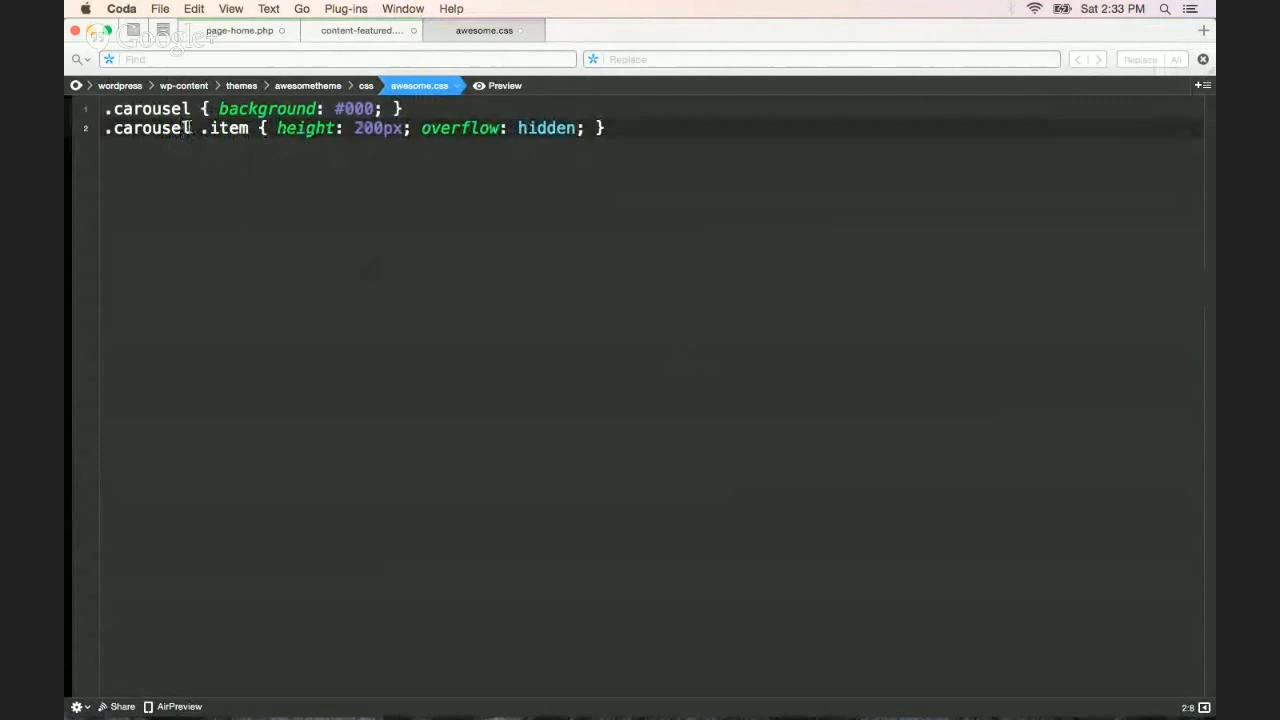 Coda File Edit View Text Go Plug-ins Window Help Sat 2:33 PM
Google+
page-home.php content-featured.... awesome.css
Find Replace Replace All
wordpress wp-content themes awesometheme css awesome.css Preview
1 .carousel { background: #000; }
2 .carousel .item { height: 200px; overflow: hidden; }
Share AirPreview 2:8